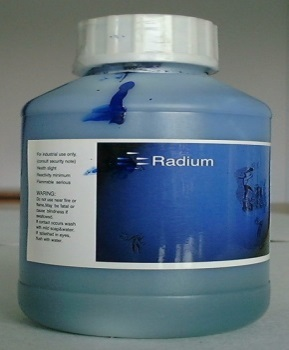 Radium
For industrial use only.
(consult security note)
Health slight
Reactivity minimum
Flammable serious
WARNING:
Do not use near fire or
flame. May be fatal or
cause blindness if
swallowed.
If contact occurs wash
with mild soap&water.
If splashed in eyes,
flush with water.